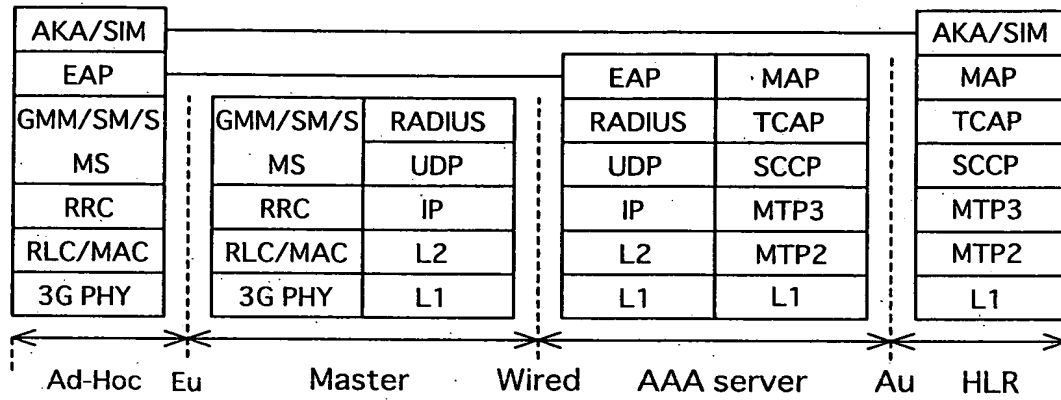 AKA/SIM AKA/SIM
EAP EAP MAP MAP
GMM/SM/S GMM/SM/S RADIUS RADIUS TCAP TCAP
MS MS UDP UDP SCCP SCCP
RRC RRC IP IP MTP3 MTP3
RLC/MAC RLC/MAC L2 L2 MTP2 MTP2
3G PHY 3G PHY L1 L1 L1 L1
Ad-Hoc Eu Master Wired AAA server Au HLR